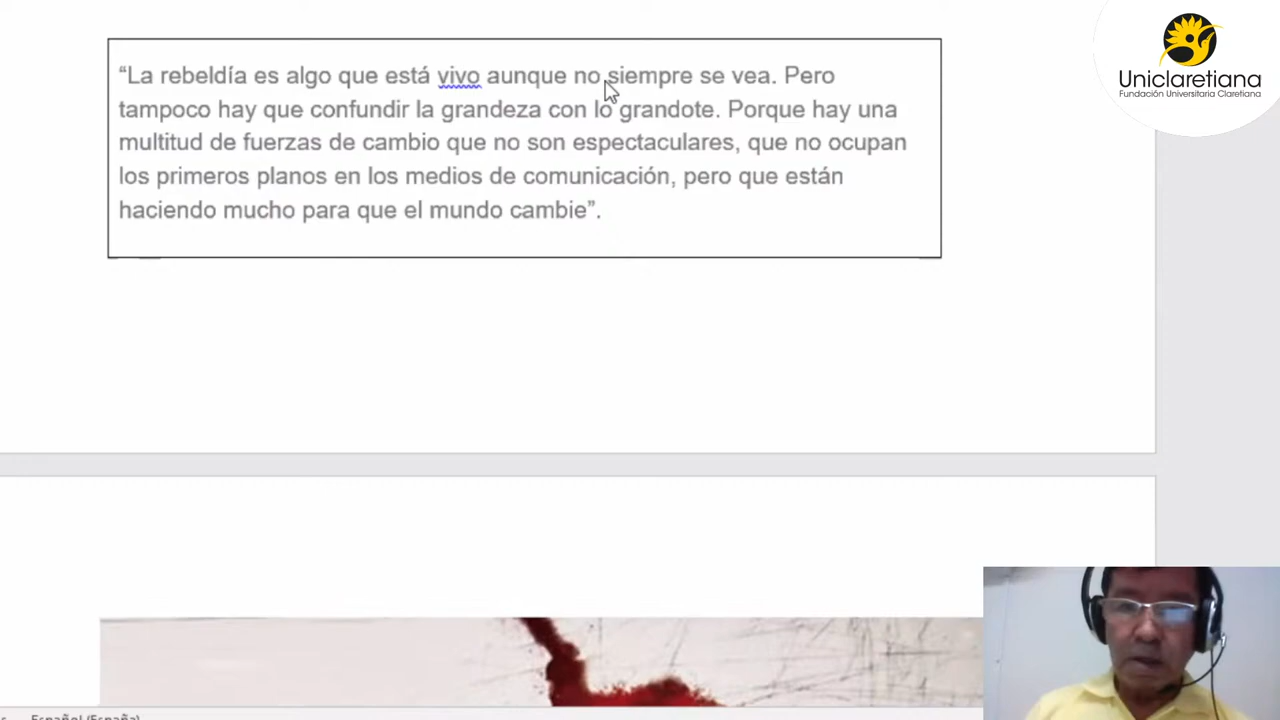 “La rebeldía es algo que está vivo aunque no siempre se vea. Pero
tampoco hay que confundir la grandeza con lo grandote. Porque hay una
multitud de fuerzas de cambio que no son espectaculares, que no ocupan
los primeros planos en los medios de comunicación, pero que están
haciendo mucho para que el mundo cambie”.
Uniclaretiana
Fundación Universitaria Claretiana
Español (España)